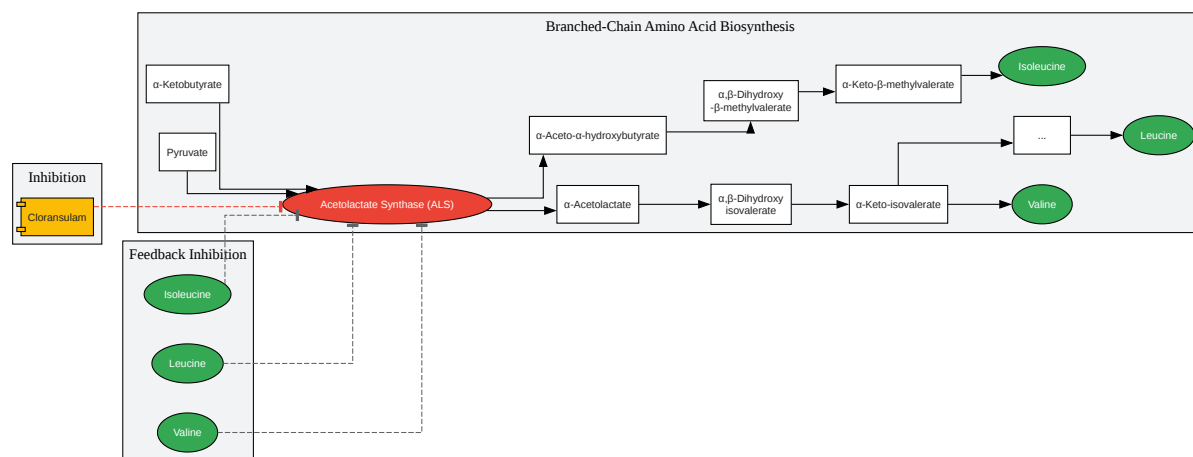 Branched-Chain Amino Acid Biosynthesis
α-Ketobutyrate
Pyruvate
Acetolactate Synthase (ALS)
α-Aceto-α-hydroxybutyrate
α,β-Dihydroxy
-β-methylvalerate
α-Keto-β-methylvalerate
Isoleucine
α-Acetolactate
α,β-Dihydroxy
isovalerate
α-Keto-isovalerate
...
Leucine
Valine
Inhibition
Cloransulam
Feedback Inhibition
Isoleucine
Leucine
Valine